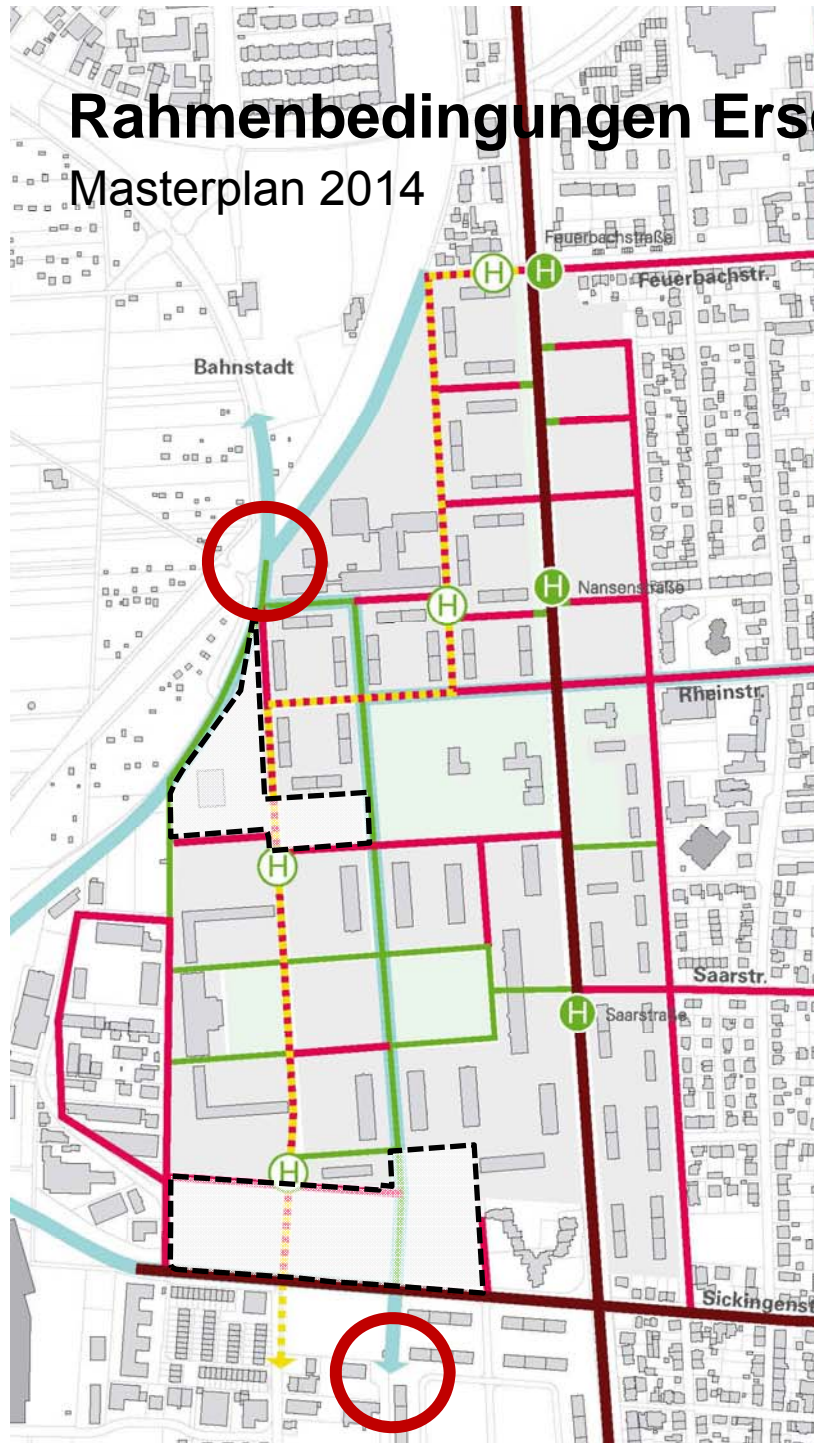 Rahmenbedingungen Ers
Masterplan 2014
Feuerbachstraße
H
H
Feuerbachstr.
Bahnstadt
H
Nansenstraße
H
Rheinstr.
H
Saarstr.
H
Saarstraße
H
Sickingenst